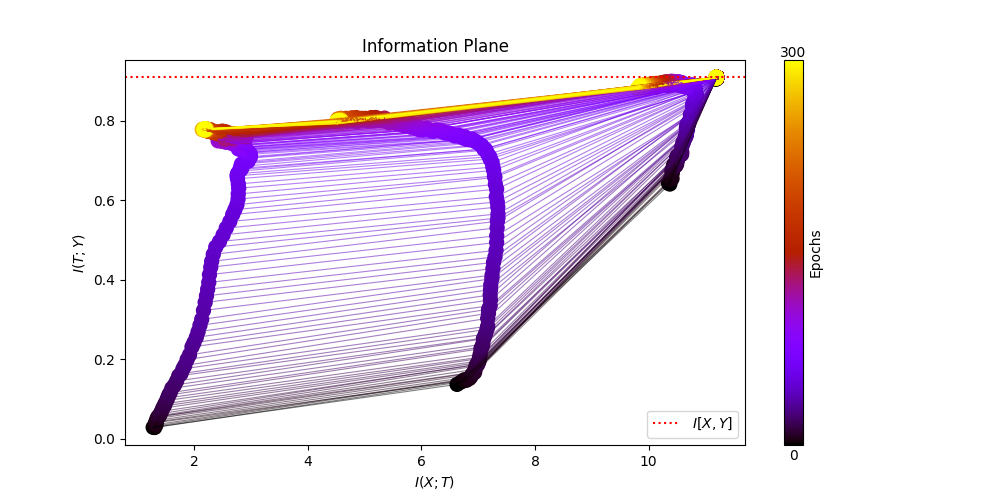 Information Plane
300
I(T; Y)
0.8
0.6
0.4
0.2
0.0
Epochs
I[X, Y]
2
4
6
8
10
0
I(X; T)